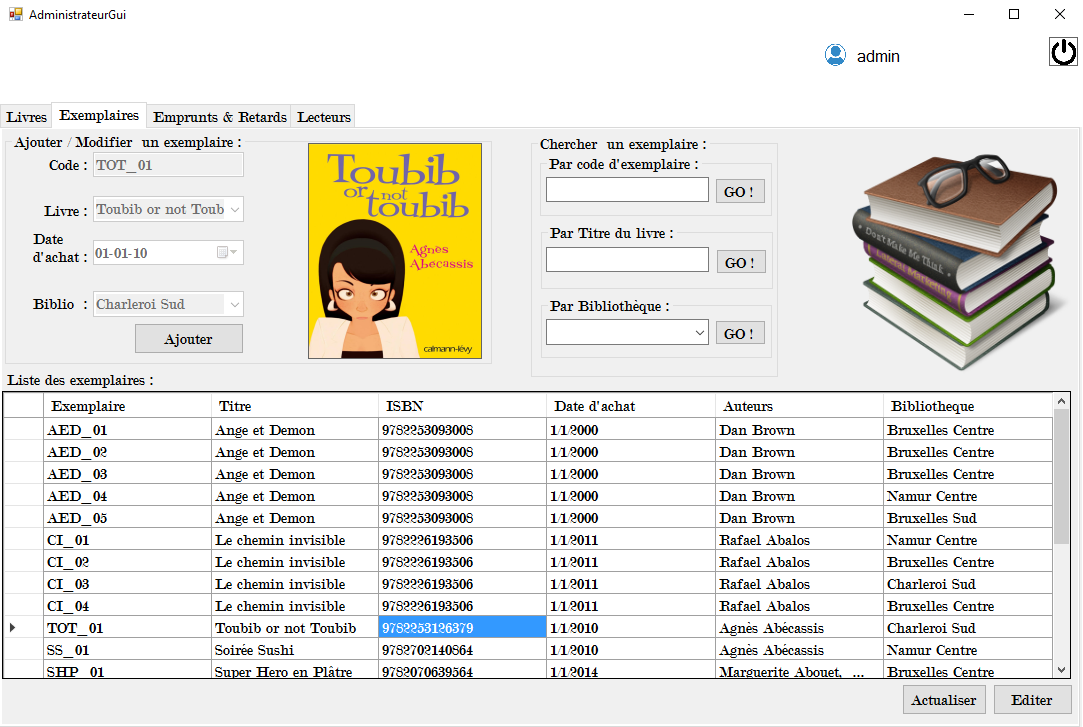 AdministrateurGui
admin
Livres Exemplaires Emprunts & Retards Lecteurs
Ajouter / Modifier un exemplaire :
Code : TOT_01
Livre : Toubib or not Toub
Date d'achat : 01-01-10
Biblio : Charleroi Sud
Ajouter
Toubib
or not
toubib
Agnès
Abécassis
calmann-lévy
Chercher un exemplaire :
Par code d'exemplaire :
GO !
Par Titre du livre :
GO !
Par Bibliothèque :
GO !
Don't Make Me Think
Lateral Marketing
Liste des exemplaires :
Exemplaire Titre ISBN Date d'achat Auteurs Bibliotheque
AED_01 Ange et Demon 9782253093008 1/1/2000 Dan Brown Bruxelles Centre
AED_02 Ange et Demon 9782253093008 1/1/2000 Dan Brown Bruxelles Centre
AED_03 Ange et Demon 9782253093008 1/1/2000 Dan Brown Bruxelles Centre
AED_04 Ange et Demon 9782253093008 1/1/2000 Dan Brown Namur Centre
AED_05 Ange et Demon 9782253093008 1/1/2000 Dan Brown Bruxelles Sud
CI_01 Le chemin invisible 9782226193506 1/1/2011 Rafael Abalos Namur Centre
CI_02 Le chemin invisible 9782226193506 1/1/2011 Rafael Abalos Bruxelles Centre
CI_03 Le chemin invisible 9782226193506 1/1/2011 Rafael Abalos Charleroi Sud
CI_04 Le chemin invisible 9782226193506 1/1/2011 Rafael Abalos Bruxelles Centre
TOT_01 Toubib or not Toubib 9782253126379 1/1/2010 Agnès Abécassis Charleroi Sud
SS_01 Soirée Sushi 9782702140864 1/1/2010 Agnès Abécassis Namur Centre
SHP_01 Super Hero en Plâtre 9782070639564 1/1/2014 Marguerite Abouet, ... Bruxelles Centre
Actualiser Editer